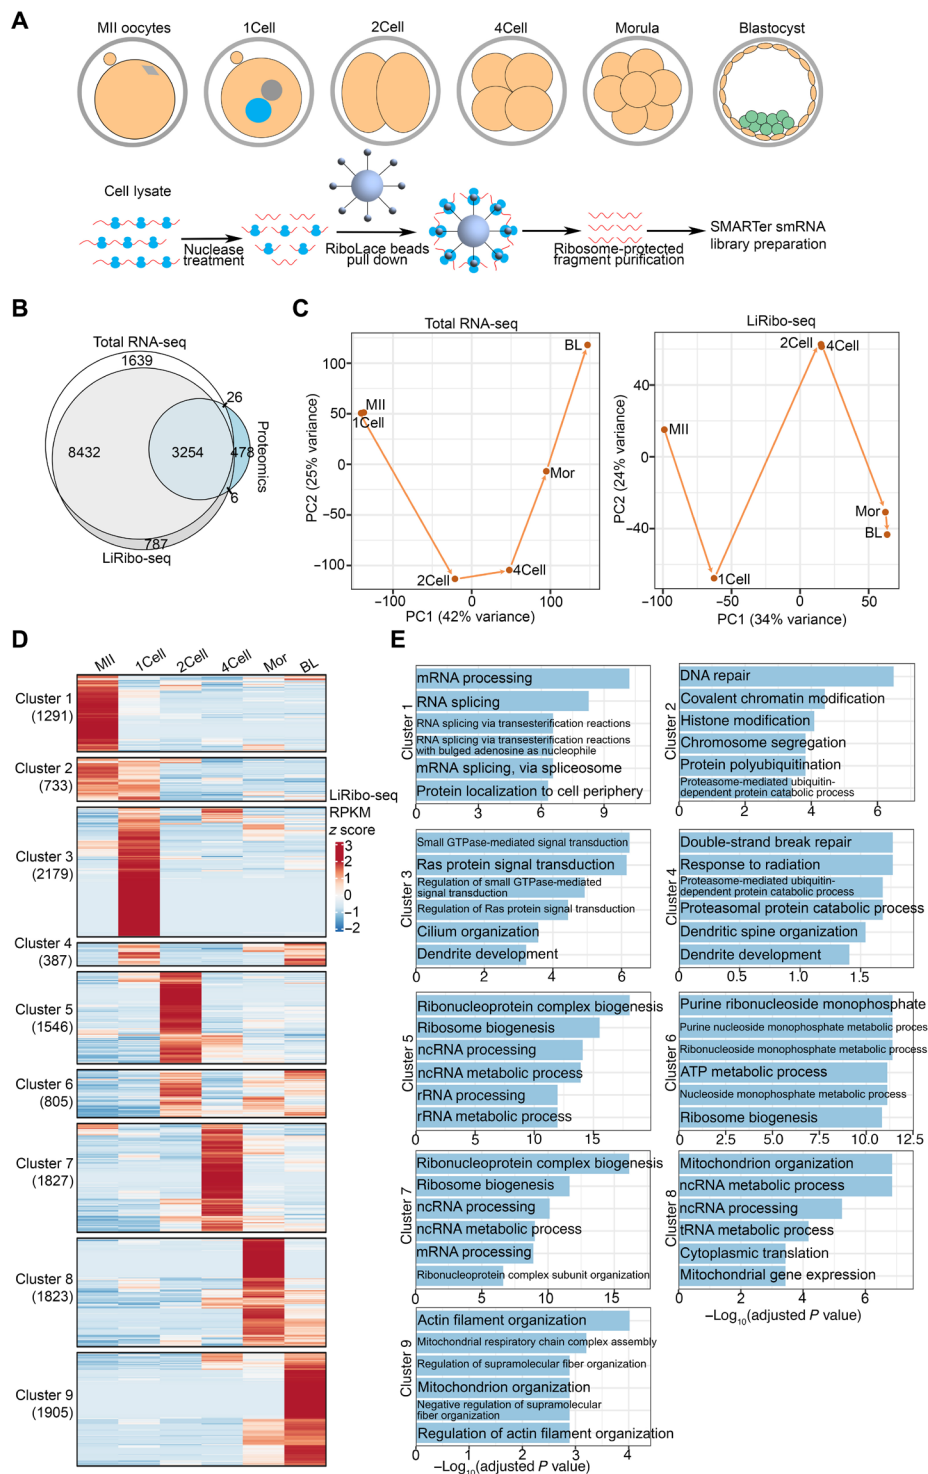 A
MII oocytes
1Cell
2Cell
4Cell
Morula
Blastocyst
Cell lysate
Nuclease
treatment
RiboLace beads
pull down
Ribosome-protected
fragment purification
SMARTer smRNA
library preparation
B
Total RNA-seq
1639
26
8432
3254
478
Proteomics
6
787
LiRibo-seq
C
Total RNA-seq
PC2 (25% variance)
100
50
0
−50
−100
MII
1Cell
2Cell
4Cell
Mor
BL
−100
0
100
PC1 (42% variance)
LiRibo-seq
PC2 (24% variance)
40
0
−40
MII
1Cell
2Cell
4Cell
Mor
BL
−100
−50
0
50
PC1 (34% variance)
D
MII
1Cell
2Cell
4Cell
Mor
BL
Cluster 1
(1291)
Cluster 2
(733)
Cluster 3
(2179)
Cluster 4
(387)
Cluster 5
(1546)
Cluster 6
(805)
Cluster 7
(1827)
Cluster 8
(1823)
Cluster 9
(1905)
LiRibo-seq
RPKM
z score
3
2
1
0
−1
−2
E
Cluster 1
mRNA processing
RNA splicing
RNA splicing via transesterification reactions
RNA splicing via transesterification reactions
with bulged adenosine as nucleophile
mRNA splicing, via spliceosome
Protein localization to cell periphery
0
3
6
9
Cluster 2
DNA repair
Covalent chromatin modification
Histone modification
Chromosome segregation
Protein polyubiquitination
Proteasome-mediated ubiquitin-
dependent protein catabolic process
0
2
4
6
Cluster 3
Small GTPase-mediated signal transduction
Ras protein signal transduction
Regulation of small GTPase-mediated
signal transduction
Regulation of Ras protein signal transduction
Cilium organization
Dendrite development
0
2
4
6
Cluster 4
Double-strand break repair
Response to radiation
Proteasome-mediated ubiquitin-
dependent protein catabolic process
Proteasomal protein catabolic process
Dendritic spine organization
Dendrite development
0
0.5
1.0
1.5
Cluster 5
Ribonucleoprotein complex biogenesis
Ribosome biogenesis
ncRNA processing
ncRNA metabolic process
rRNA processing
rRNA metabolic process
0
5
10
15
Cluster 6
Purine ribonucleoside monophosphate
Purine nucleoside monophosphate metabolic proces
Ribonucleoside monophosphate metabolic process
ATP metabolic process
Nucleoside monophosphate metabolic process
Ribosome biogenesis
0.0
2.5
5.0
7.5
10.0
12.5
Cluster 7
Ribonucleoprotein complex biogenesis
Ribosome biogenesis
ncRNA processing
ncRNA metabolic process
mRNA processing
Ribonucleoprotein complex subunit organization
0
5
10
15
Cluster 8
Mitochondrion organization
ncRNA metabolic process
ncRNA processing
tRNA metabolic process
Cytoplasmic translation
Mitochondrial gene expression
0
2
4
6
−Log10(adjusted P value)
Cluster 9
Actin filament organization
Mitochondrial respiratory chain complex assembly
Regulation of supramolecular fiber organization
Mitochondrion organization
Negative regulation of supramolecular
fiber organization
Regulation of actin filament organization
0
1
2
3
4
−Log10(adjusted P value)